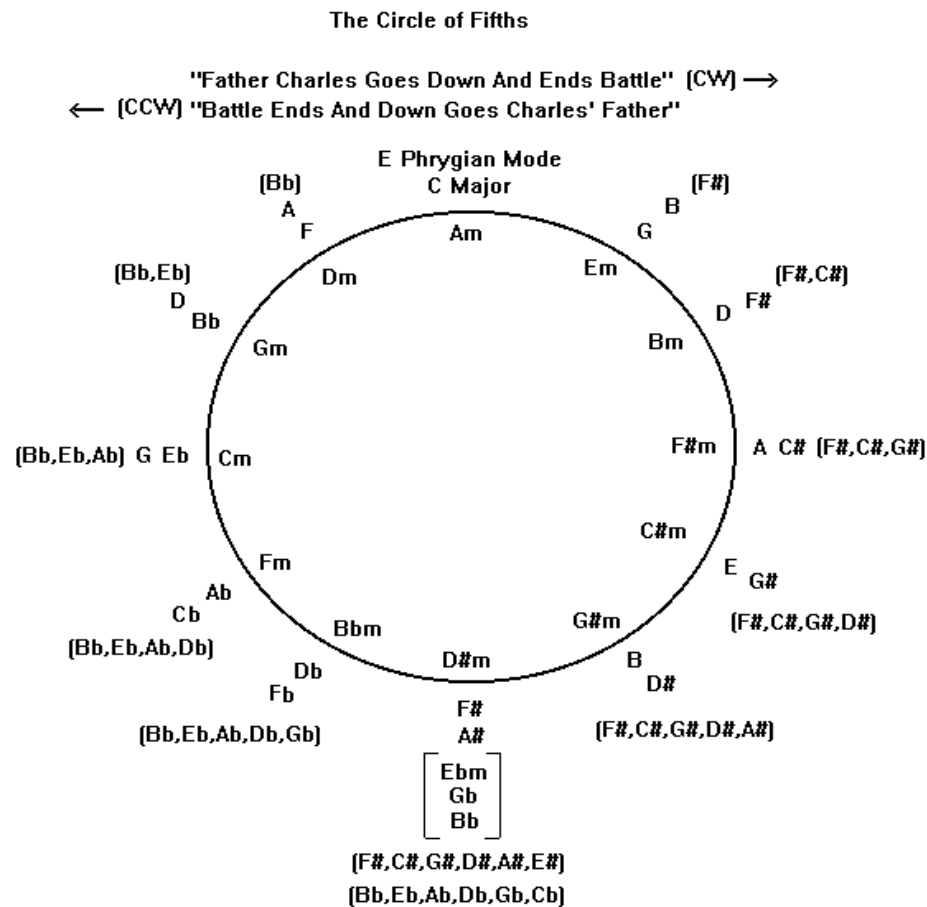 The Circle of Fifths
"Father Charles Goes Down And Ends Battle" (CW) →
← (CCW) "Battle Ends And Down Goes Charles' Father"
E Phrygian Mode
C Major
Am
(F#)
B
G
Em
(F#,C#)
F#
D
Bm
F#m A C# (F#,C#,G#)
C#m
E
G#
(F#,C#,G#,D#)
G#m
B
D#
(F#,C#,G#,D#,A#)
D#m
F#
A#
Ebm
Gb
Bb
(F#,C#,G#,D#,A#,E#)
(Bb,Eb,Ab,Db,Gb,Cb)
Bbm
Db
Fb
(Bb,Eb,Ab,Db,Gb)
Fm
Ab
Cb
(Bb,Eb,Ab,Db)
(Bb,Eb,Ab) G Eb Cm
(Bb,Eb)
D
Bb
Gm
(Bb)
A
F
Dm